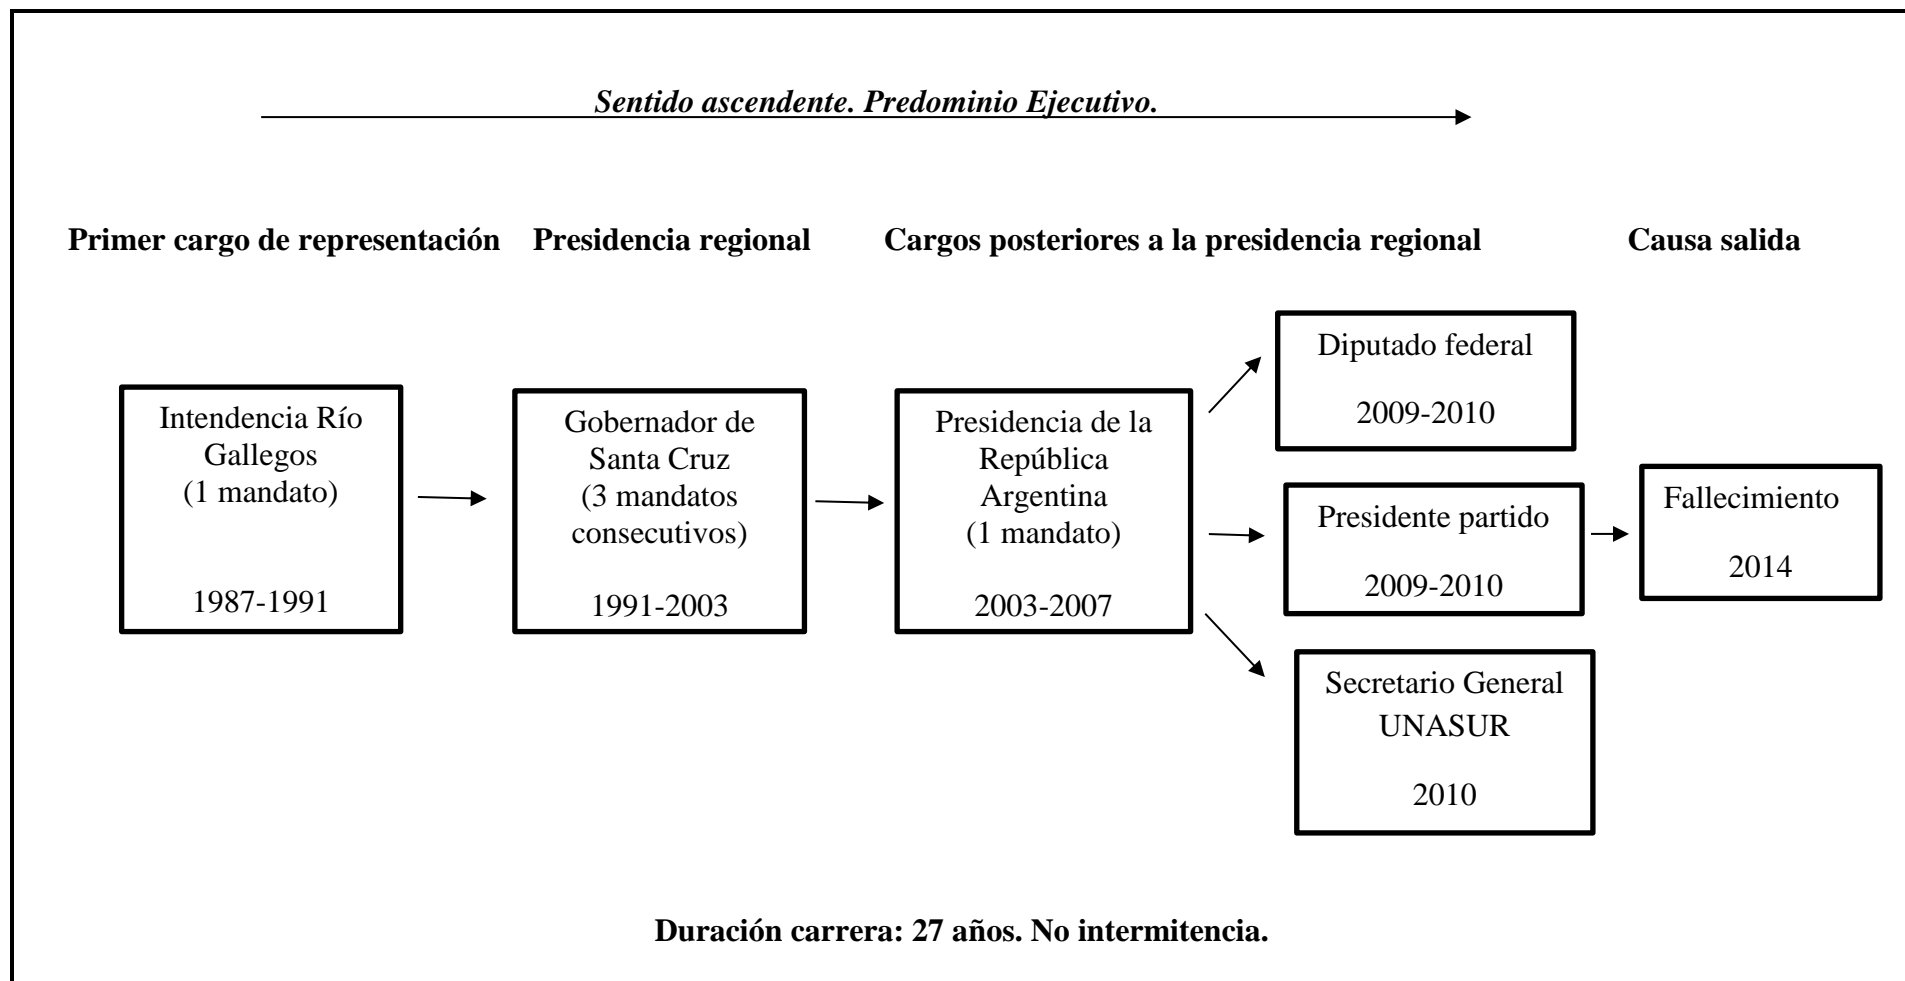 Sentido ascendente. Predominio Ejecutivo.
Primer cargo de representación
Presidencia regional
Cargos posteriores a la presidencia regional
Causa salida
Intendencia Río
Gallegos
(1 mandato)
1987-1991
Gobernador de
Santa Cruz
(3 mandatos
consecutivos)
1991-2003
Presidencia de la
República
Argentina
(1 mandato)
2003-2007
Diputado federal
2009-2010
Presidente partido
2009-2010
Secretario General
UNASUR
2010
Fallecimiento
2014
Duración carrera: 27 años. No intermitencia.